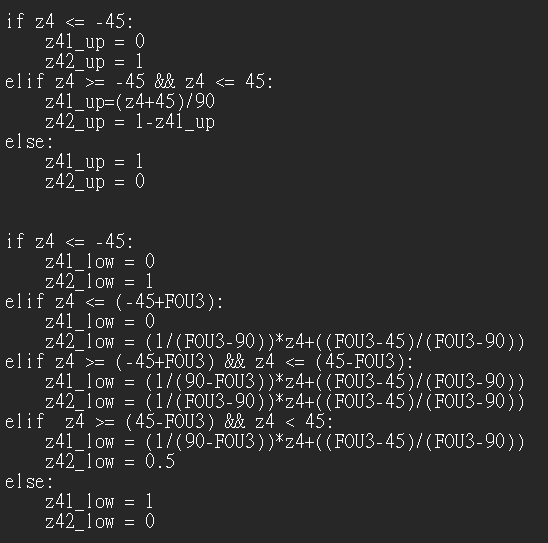 if z4 <= -45:
    z41_up = 0
    z42_up = 1
elif z4 >= -45 && z4 <= 45:
    z41_up=(z4+45)/90
    z42_up = 1-z41_up
else:
    z41_up = 1
    z42_up = 0

if z4 <= -45:
    z41_low = 0
    z42_low = 1
elif z4 <= (-45+FOU3):
    z41_low = 0
    z42_low = (1/(FOU3-90))*z4+((FOU3-45)/(FOU3-90))
elif z4 >= (-45+FOU3) && z4 <= (45-FOU3):
    z41_low = (1/(90-FOU3))*z4+((FOU3-45)/(FOU3-90))
    z42_low = (1/(FOU3-90))*z4+((FOU3-45)/(FOU3-90))
elif  z4 >= (45-FOU3) && z4 < 45:
    z41_low = (1/(90-FOU3))*z4+((FOU3-45)/(FOU3-90))
    z42_low = 0.5
else:
    z41_low = 1
    z42_low = 0